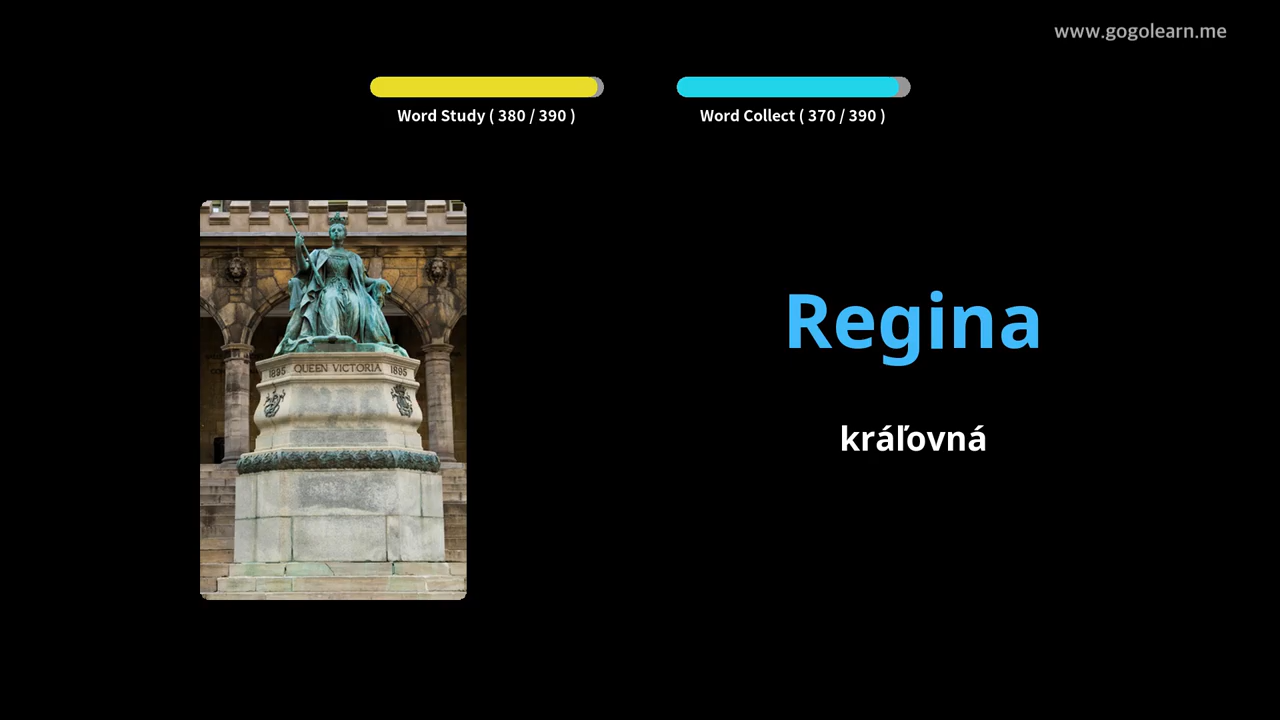 www.gogolearn.me
Word Study ( 380 / 390 )
Word Collect ( 370 / 390 )
1895 QUEEN VICTORIA 1895
Regina
kráľovná